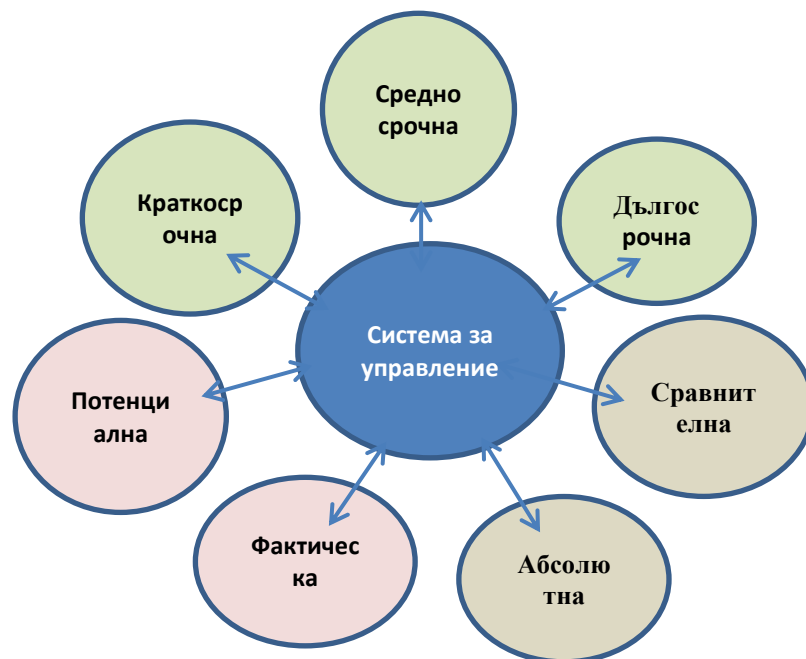 Средно
срочна
Краткоср
очна
Дългос
рочна
Система за
управление
Потенци
ална
Сравнит
елна
Фактичес
ка
Абсолю
тна